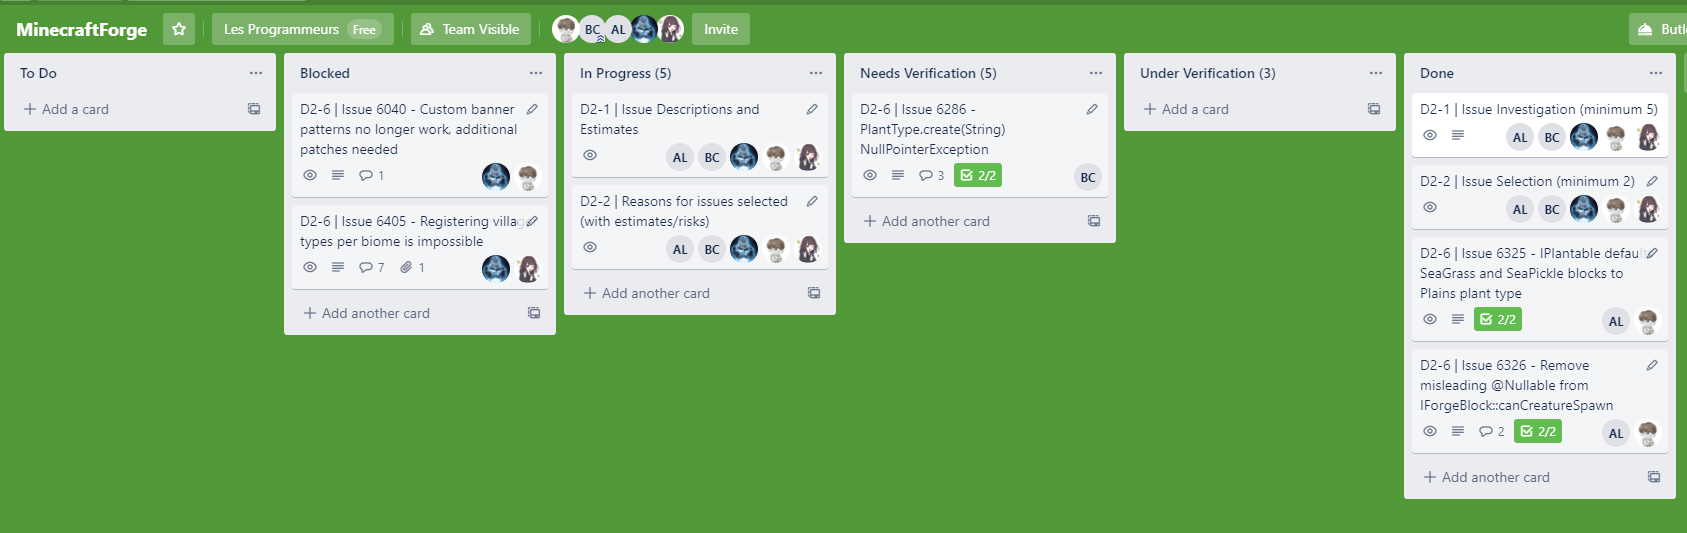 MinecraftForge
Les Programmeurs Free
Team Visible
BC
AL
Invite
To Do
Add a card
Blocked
D2-6 | Issue 6040 - Custom banner
patterns no longer work, additional
patches needed
1
D2-6 | Issue 6405 - Registering village
types per biome is impossible
7 1
Add another card
In Progress (5)
D2-1 | Issue Descriptions and
Estimates
AL BC
D2-2 | Reasons for issues selected
(with estimates/risks)
AL BC
Add another card
Needs Verification (5)
D2-6 | Issue 6286 -
PlantType.create(String)
NullPointerException
3 2/2
BC
Add another card
Under Verification (3)
Add a card
Done
D2-1 | Issue Investigation (minimum 5)
AL BC
D2-2 | Issue Selection (minimum 2)
AL BC
D2-6 | Issue 6325 - IPlantable default
SeaGrass and SeaPickle blocks to
Plains plant type
2/2
AL
D2-6 | Issue 6326 - Remove
misleading @Nullable from
IForgeBlock::canCreatureSpawn
2 2/2
AL
Add another card